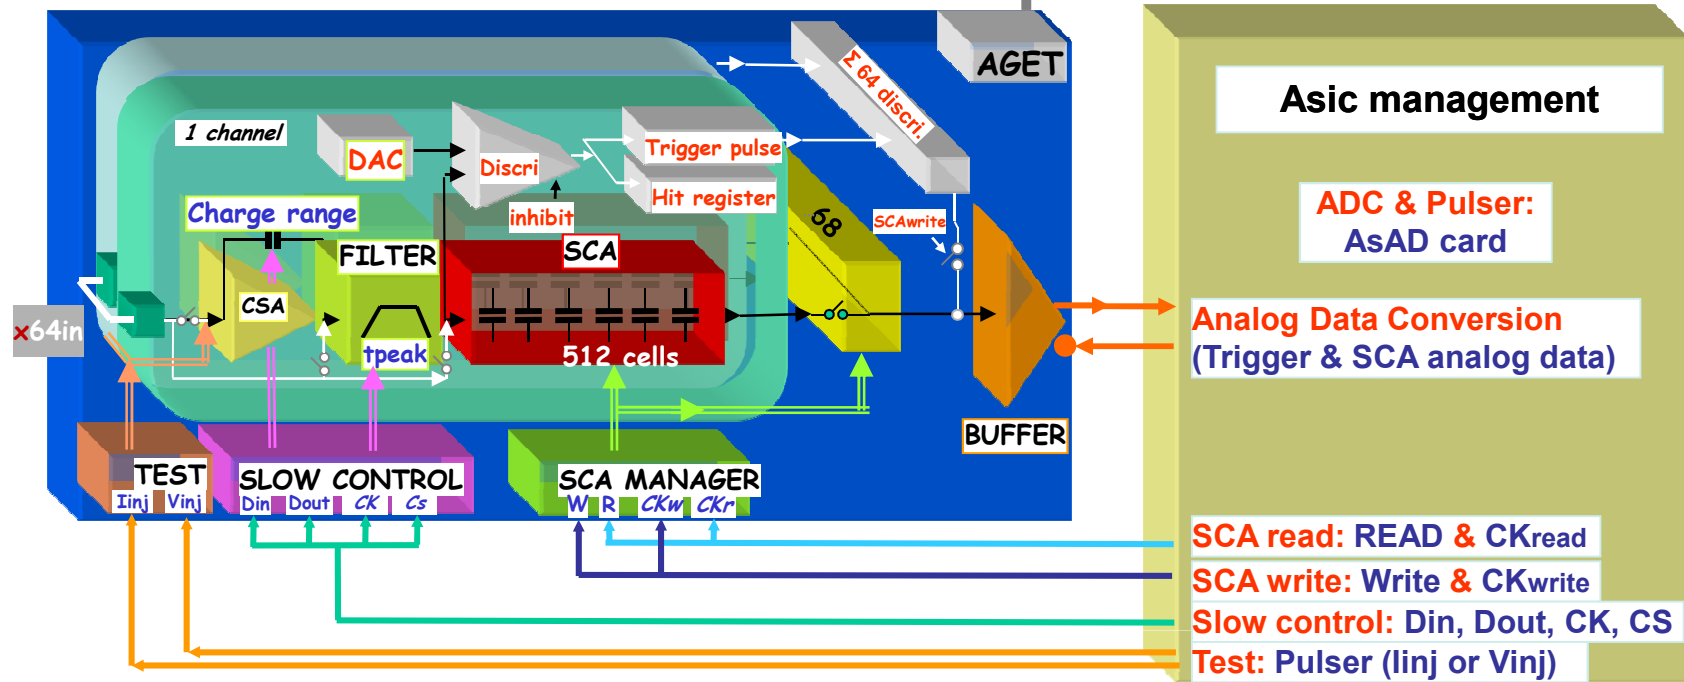 AGET
Σ 64 discri.
1 channel
DAC
Discri
Trigger pulse
Hit register
inhibit
Charge range
FILTER
SCA
68
SCAwrite
CSA
x64in
tpeak
512 cells
BUFFER
TEST
Iinj Vinj
SLOW CONTROL
Din Dout CK Cs
SCA MANAGER
W R CKw CKr
Asic management
ADC & Pulser:
AsAD card
Analog Data Conversion
(Trigger & SCA analog data)
SCA read: READ & CKread
SCA write: Write & CKwrite
Slow control: Din, Dout, CK, CS
Test: Pulser (Iinj or Vinj)